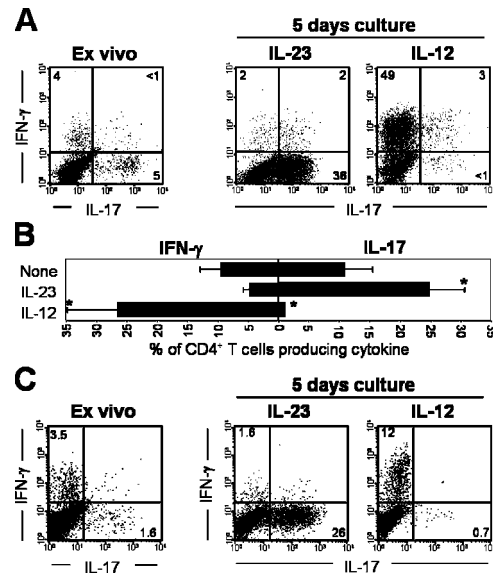 A
5 days culture
Ex vivo IL-23 IL-12
4 <1 2 2 49 3
IFN-γ
5 36 <1
IL-17 IL-17
B
IFN-γ IL-17
None
IL-23 *
IL-12 * *
35 30 25 20 15 10 5 0 5 10 15 20 25 30 35
% of CD4⁺ T cells producing cytokine
C
5 days culture
Ex vivo IL-23 IL-12
3.5 1.6 12
IFN-γ IFN-γ
1.6 26 0.7
IL-17 IL-17